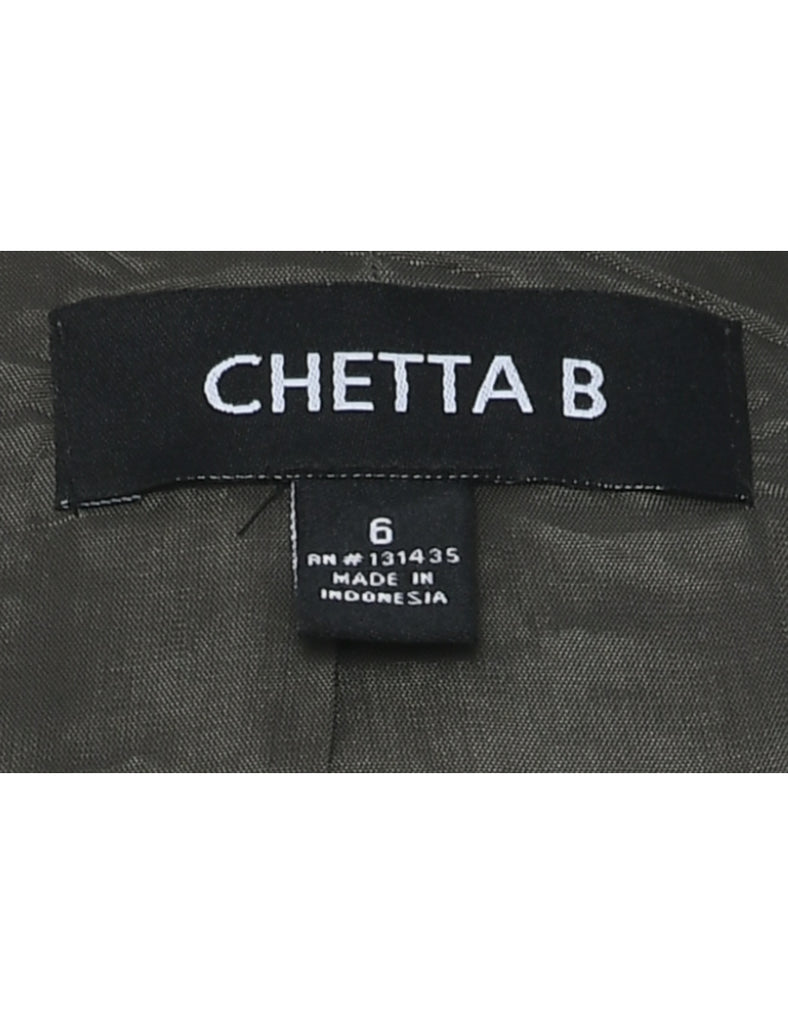 CHETTA B
6
RN # 131435
MADE IN
INDONESIA